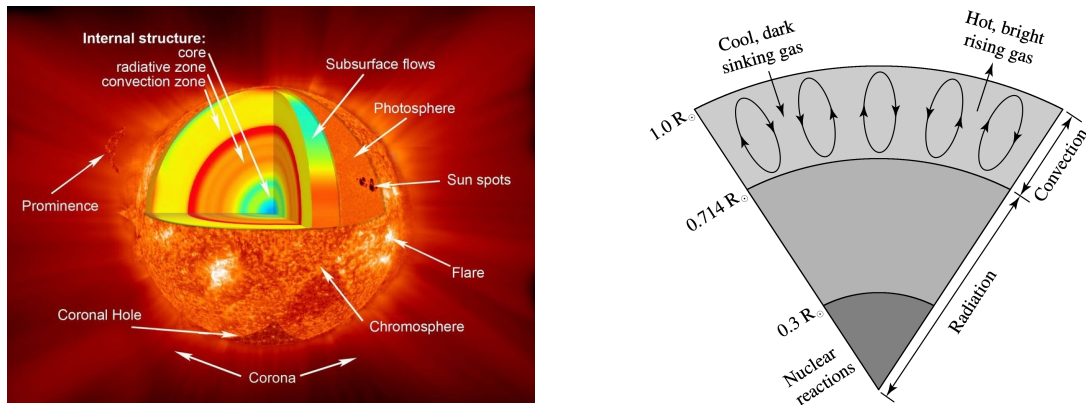 Internal structure:
core
radiative zone
convection zone
Subsurface flows
Photosphere
Sun spots
Prominence
Flare
Coronal Hole
Chromosphere
Corona
Cool, dark
sinking gas
Hot, bright
rising gas
1.0 R☉
0.714 R☉
0.3 R☉
Convection
Radiation
Nuclear
reactions